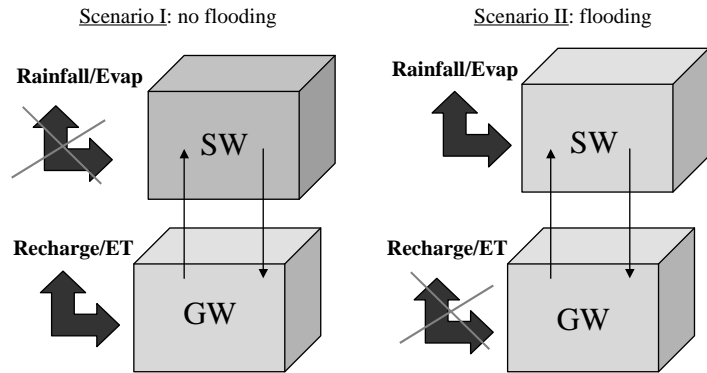 Scenario I: no flooding
Scenario II: flooding
Rainfall/Evap
Rainfall/Evap
SW
SW
Recharge/ET
Recharge/ET
GW
GW